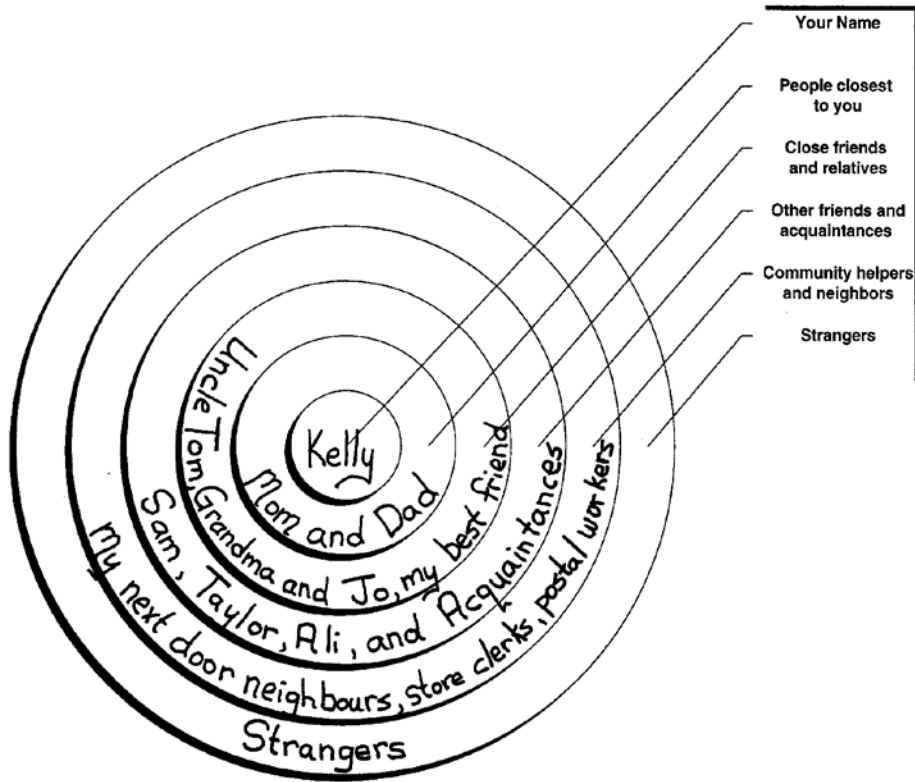 Your Name
People closest
to you
Close friends
and relatives
Other friends and
acquaintances
Community helpers
and neighbors
Strangers
Kelly
Mom and Dad
Uncle Tom, Grandma and Jo, my best friend
Sam, Taylor, Ali, and Acquaintances
My next door neighbours, store clerks, postal workers
Strangers